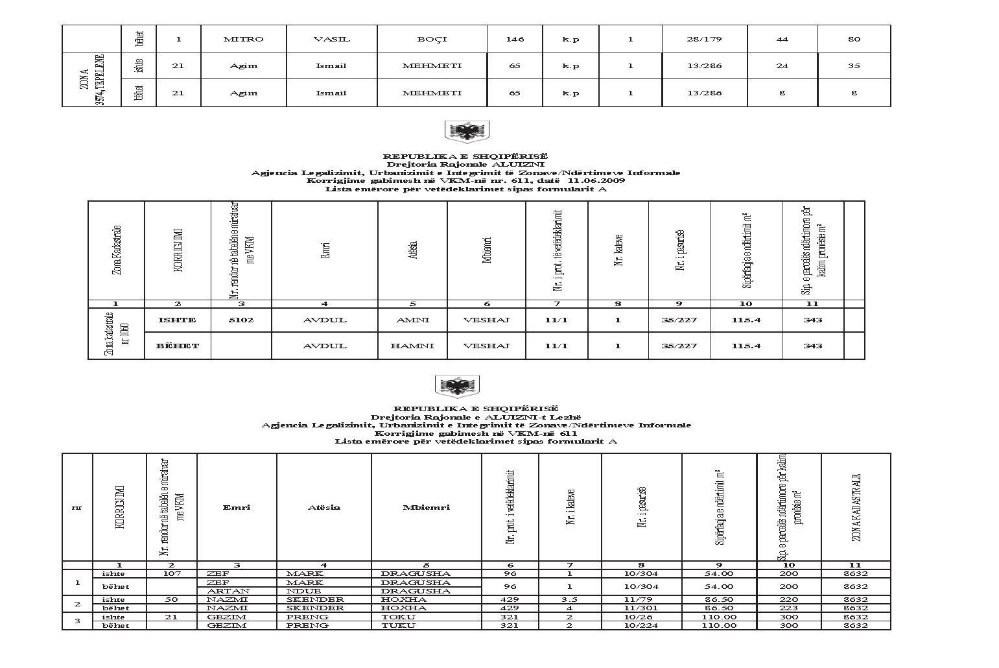 bëhet 1 MITRO VASIL BOÇI 146 k.p 1 28/179 44 80
ZONA 3574,TEPELENE
ishte 21 Agim Ismail MEHMETI 65 k.p 1 13/286 24 35
bëhet 21 Agim Ismail MEHMETI 65 k.p 1 13/286 8 8
REPUBLIKA E SHQIPËRISË
Drejtoria Rajonale ALUIZNI
Agjencia Legalizimit, Urbanizimit e Integrimit të Zonave/Ndërtimeve Informale
Korrigjime gabimesh në VKM-në nr. 611, datë 11.06.2009
Lista emërore për vetëdeklarimet sipas formularit A
Zona Kadastrale
KORRIGJIMI
Nr. rendor në tabelën e miratuar
me VKM
Emri
Atësia
Mbiemri
Nr. i prot. të vetëdeklarimit
Nr. kateve
Nr. i pasurisë
Sipërfaqja e ndërtimit m²
Sip. e parcelës ndërtimore për
kalim pronësie m²
1 2 3 4 5 6 7 8 9 10 11
Zona kadastrale
nr 1060
ISHTE 5102 AVDUL AMNI VESHAJ 11/1 1 35/227 115.4 343
BËHET AVDUL HAMNI VESHAJ 11/1 1 35/227 115.4 343
REPUBLIKA E SHQIPËRISË
Drejtoria Rajonale e ALUIZNI-t Lezhë
Agjencia Legalizimit, Urbanizimit e Integrimit të Zonave/Ndërtimeve Informale
Korrigjime gabimesh në VKM-në 611
Lista emërore për vetëdeklarimet sipas formularit A
nr
KORRIGJIMI
Nr. rendor në tabelën e miratuar
me VKM
Emri
Atësia
Mbiemri
Nr. prot. i vetëdeklarimit
Nr. i kateve
Nr. i pasurisë
Sipërfaqja e ndërtimit m²
Sip. e parcelës ndërtimore për kalim
pronësie m²
ZONA KADASTRALE
1 2 3 4 5 6 7 8 9 10 11
1
ishte 107 ZEF MARK DRAGUSHA 96 1 10/304 54.00 200 8632
bëhet ZEF MARK DRAGUSHA 96 1 10/304 54.00 200 8632
ARTAN NDUE DRAGUSHA
2
ishte 50 NAZMI SKENDER HOXHA 429 3.5 11/79 86.50 220 8632
bëhet NAZMI SKENDER HOXHA 429 4 11/301 86.50 223 8632
3
ishte 21 GEZIM PRENG TOKU 321 2 10/26 110.00 300 8632
bëhet GEZIM PRENG TUKU 321 2 10/224 110.00 300 8632